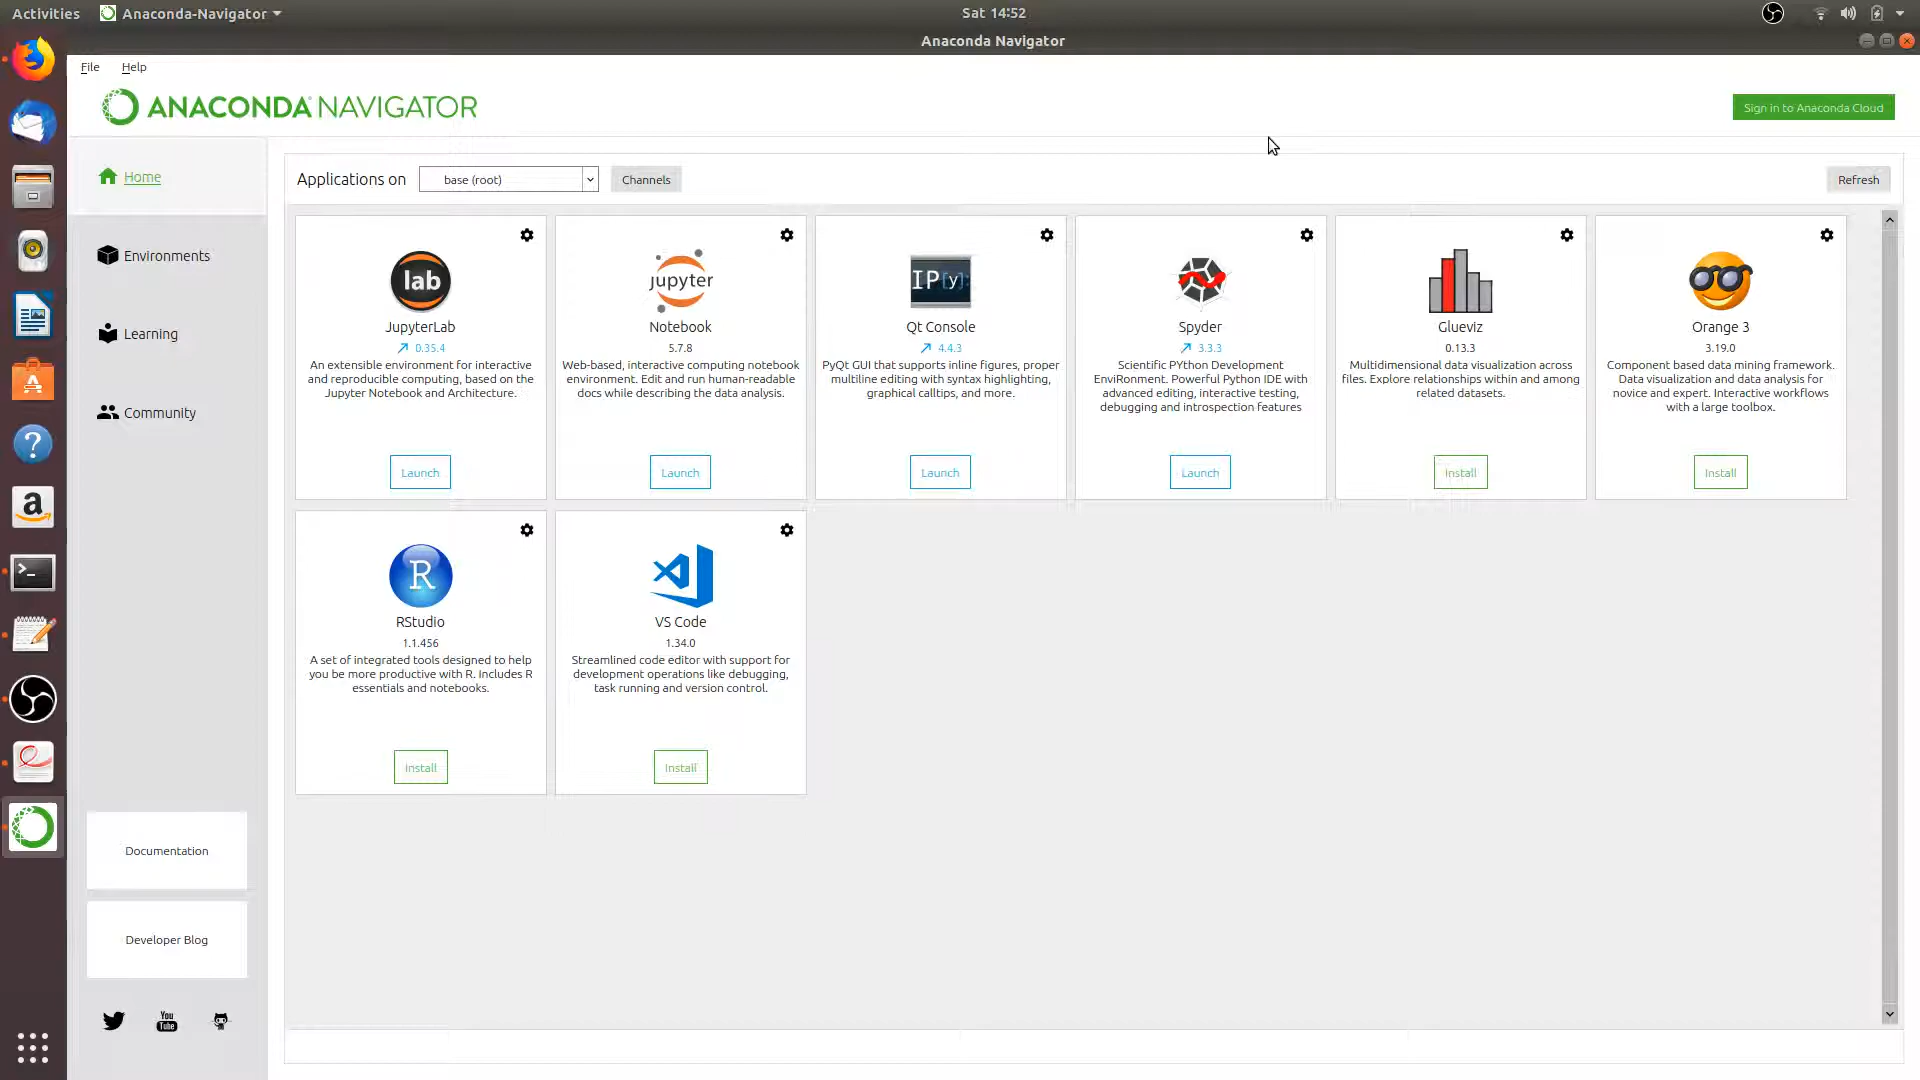 Activities
Anaconda-Navigator
Sat 14:52
Anaconda Navigator
File
Help
ANACONDA NAVIGATOR
Sign in to Anaconda Cloud
Home
Environments
Learning
Community
Documentation
Developer Blog
You
Tube
Applications on
base (root)
Channels
Refresh
lab
JupyterLab
0.35.4
An extensible environment for interactive
and reproducible computing, based on the
Jupyter Notebook and Architecture.
Launch
jupyter
Notebook
5.7.8
Web-based, interactive computing notebook
environment. Edit and run human-readable
docs while describing the data analysis.
Launch
IP[y]:
Qt Console
4.4.3
PyQt GUI that supports inline figures, proper
multiline editing with syntax highlighting,
graphical calltips, and more.
Launch
Spyder
3.3.3
Scientific PYthon Development
EnviRonment. Powerful Python IDE with
advanced editing, interactive testing,
debugging and introspection features
Launch
Glueviz
0.13.3
Multidimensional data visualization across
files. Explore relationships within and among
related datasets.
Install
Orange 3
3.19.0
Component based data mining framework.
Data visualization and data analysis for
novice and expert. Interactive workflows
with a large toolbox.
Install
R
RStudio
1.1.456
A set of integrated tools designed to help
you be more productive with R. Includes R
essentials and notebooks.
Install
VS Code
1.34.0
Streamlined code editor with support for
development operations like debugging,
task running and version control.
Install